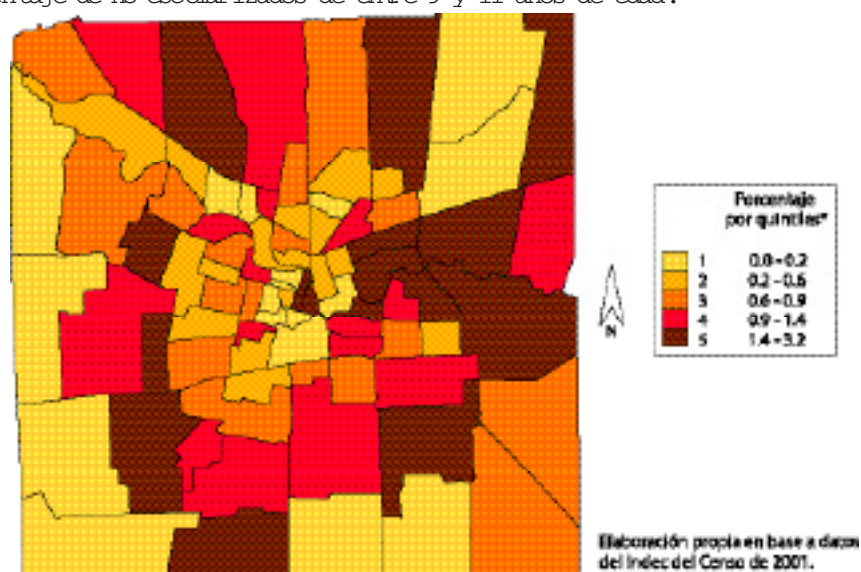 de no escolarizados de entre 9 y 11 años de edad.
Porcentaje
por quintiles*
1 0.0 - 0.2
2 0.2 - 0.6
3 0.6 - 0.9
4 0.9 - 1.4
5 1.4 - 3.2
N
Elaboración propia en base a datos
del Indec del Censo de 2001.